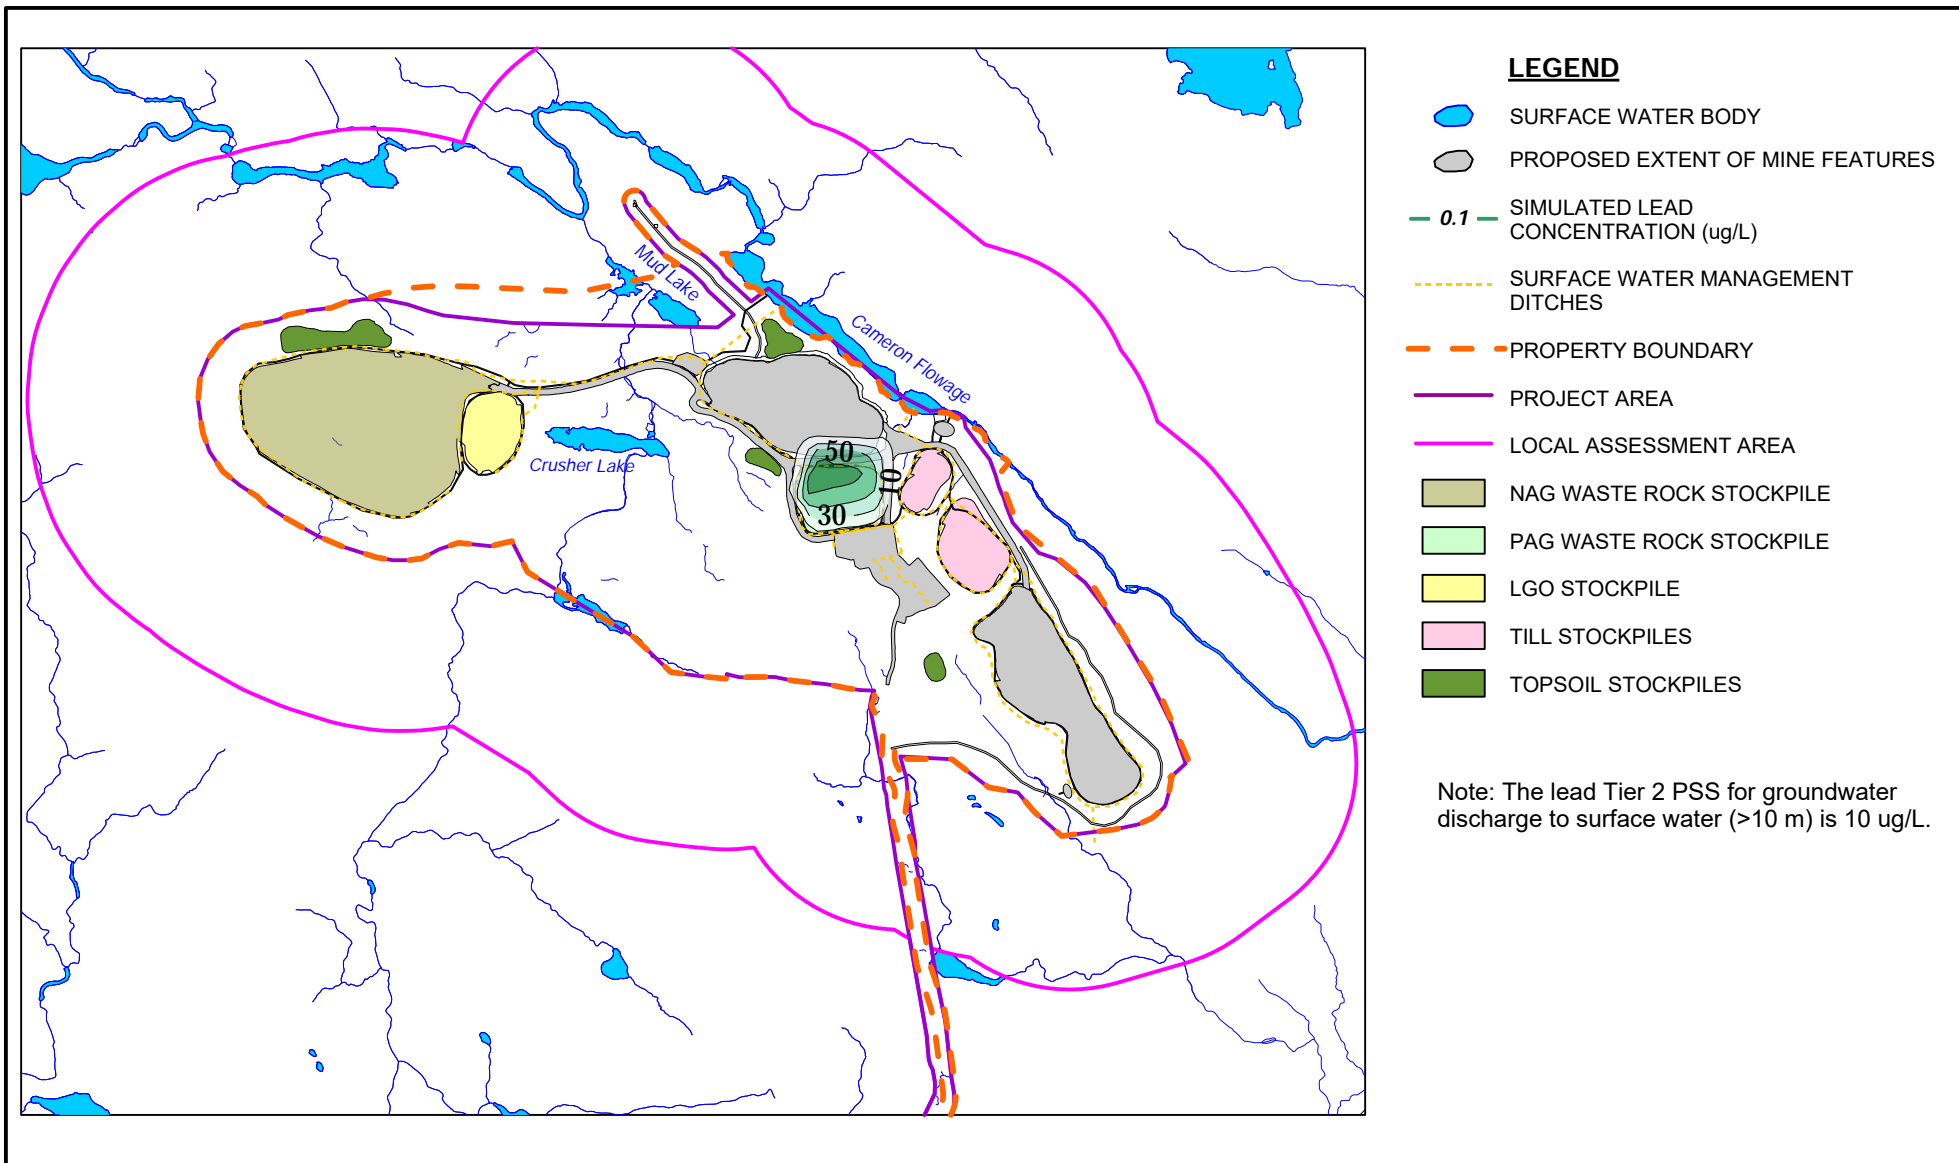 LEGEND
SURFACE WATER BODY
PROPOSED EXTENT OF MINE FEATURES
0.1
SIMULATED LEAD
CONCENTRATION (ug/L)
SURFACE WATER MANAGEMENT
DITCHES
PROPERTY BOUNDARY
PROJECT AREA
LOCAL ASSESSMENT AREA
NAG WASTE ROCK STOCKPILE
PAG WASTE ROCK STOCKPILE
LGO STOCKPILE
TILL STOCKPILES
TOPSOIL STOCKPILES
Note: The lead Tier 2 PSS for groundwater
discharge to surface water (>10 m) is 10 ug/L.
Mud Lake
Cameron Flowage
Crusher Lake
50
10
30